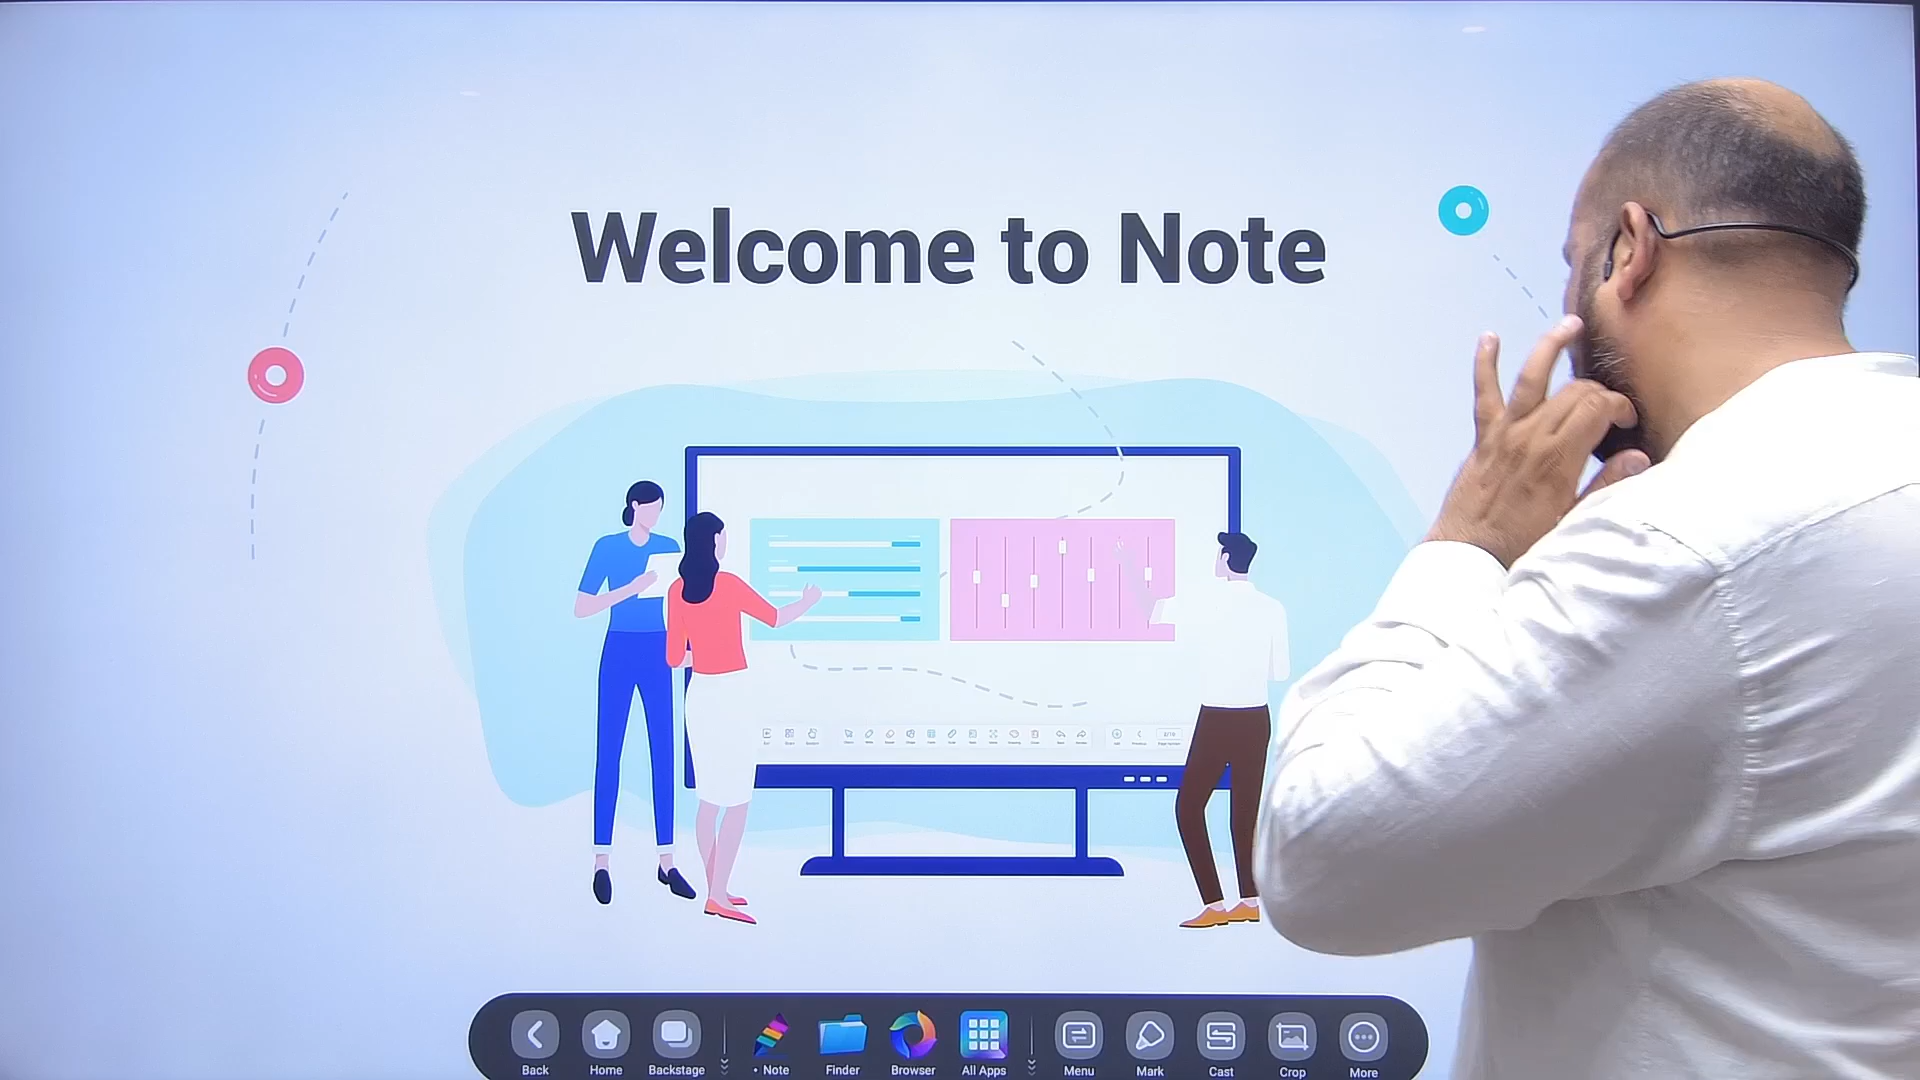 Welcome to Note
Back
Home
Backstage
• Note
Finder
Browser
All Apps
Menu
Mark
Cast
Crop
More